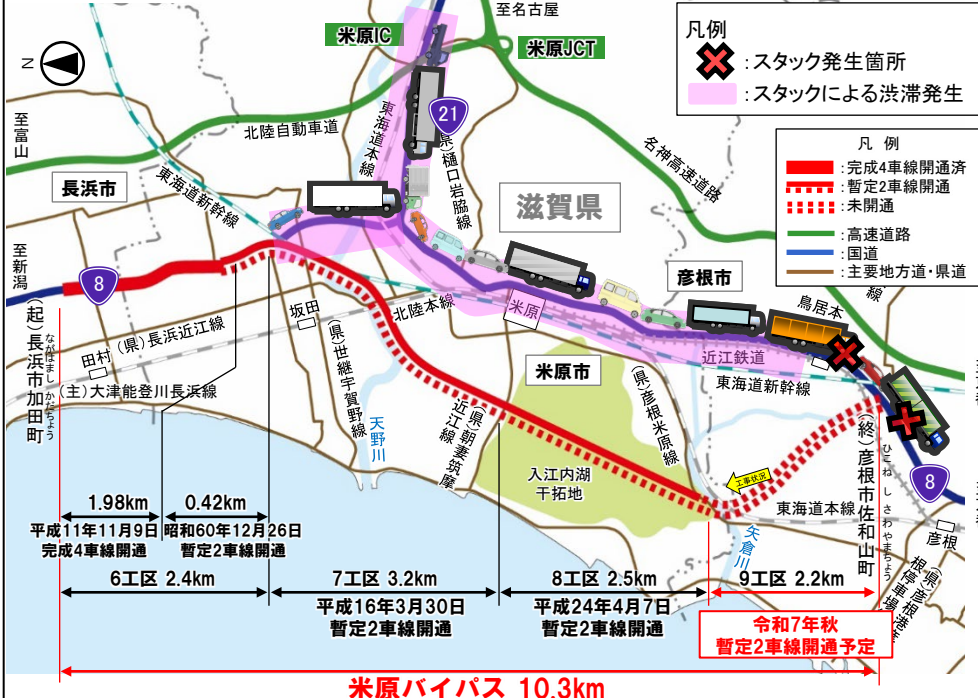 至名古屋
米原IC
米原JCT
凡例
:スタック発生箇所
:スタックによる渋滞発生
N
21
至富山
北陸自動車道
東海道本線
(県)樋口岩脇線
名神高速道路
凡 例
:完成4車線開通済
:暫定2車線開通
:未開通
:高速道路
:国道
:主要地方道・県道
長浜市
東海道新幹線
滋賀県
至新潟
8
彦根市
鳥居本
線
坂田
北陸本線
米原
田村
(県)長浜近江線
近江鉄道
東海道新幹線
米原市
(主)大津能登川長浜線
(起)長浜市加田町
ながはまし かだちょう
(県)世継宇賀野線
天野川
(県)朝妻筑摩
近江線
(県)彦根米原線
入江内湖
干拓地
工事状況
(終)彦根市佐和山町
ひこねし さわやまちょう
8
東海道本線
矢倉川
彦根
(県)彦根港
根停車場
1.98km
0.42km
平成11年11月9日
完成4車線開通
昭和60年12月26日
暫定2車線開通
6工区 2.4km
7工区 3.2km
8工区 2.5km
9工区 2.2km
平成16年3月30日
暫定2車線開通
平成24年4月7日
暫定2車線開通
令和7年秋
暫定2車線開通予定
米原バイパス 10.3km